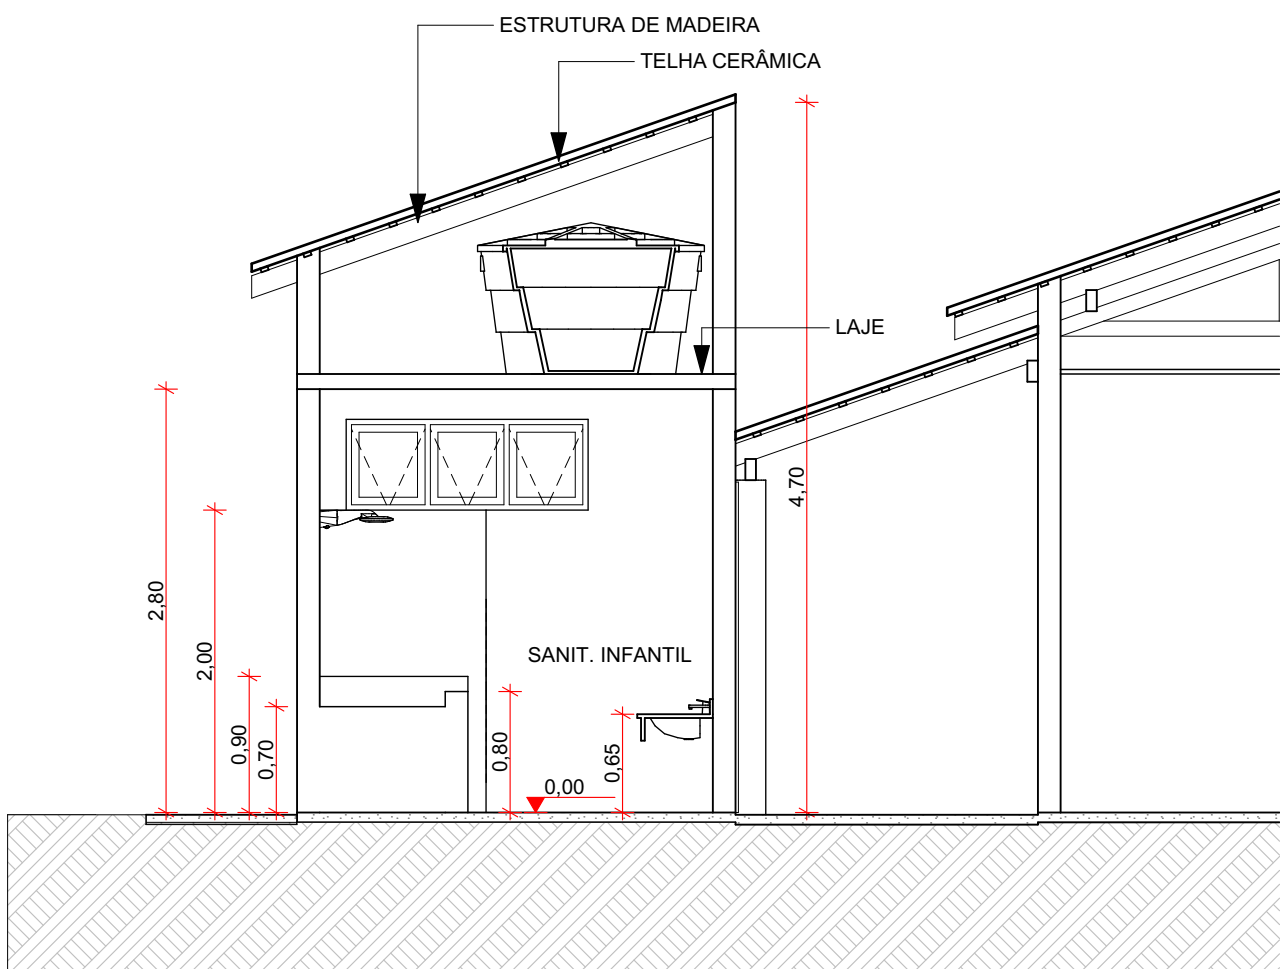 ESTRUTURA DE MADEIRA
TELHA CERÂMICA
LAJE
4,70
2,80
2,00
SANIT. INFANTIL
0,90
0,70
0,80
0,65
0,00